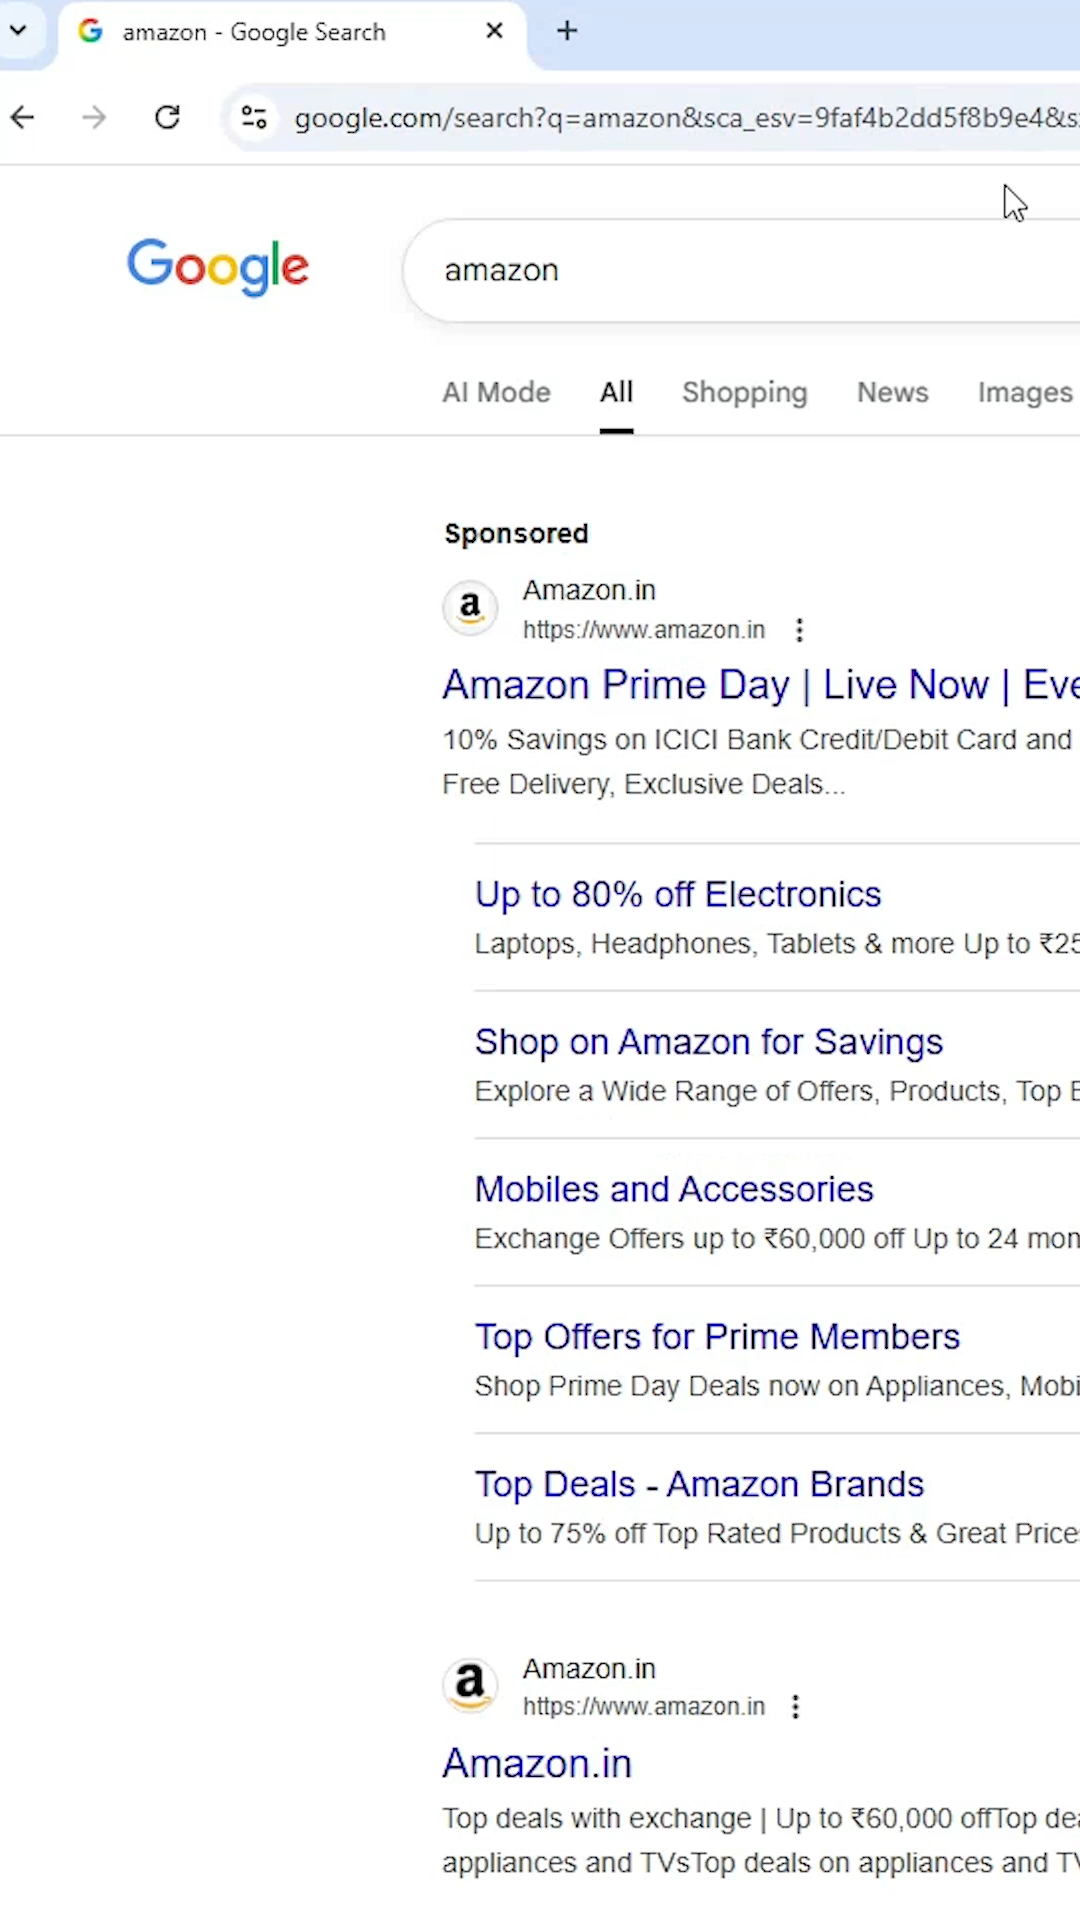 amazon - Google Search
google.com/search?q=amazon&sca_esv=9faf4b2dd5f8b9e4&s
Google
amazon
AI Mode All Shopping News Images
Sponsored
a
Amazon.in
https://www.amazon.in
Amazon Prime Day | Live Now | Eve
10% Savings on ICICI Bank Credit/Debit Card and
Free Delivery, Exclusive Deals...
Up to 80% off Electronics
Laptops, Headphones, Tablets & more Up to ₹25
Shop on Amazon for Savings
Explore a Wide Range of Offers, Products, Top
Mobiles and Accessories
Exchange Offers up to ₹60,000 off Up to 24 mon
Top Offers for Prime Members
Shop Prime Day Deals now on Appliances, Mobi
Top Deals - Amazon Brands
Up to 75% off Top Rated Products & Great Price
a
Amazon.in
https://www.amazon.in
Amazon.in
Top deals with exchange | Up to ₹60,000 offTop dea
appliances and TVsTop deals on appliances and TV